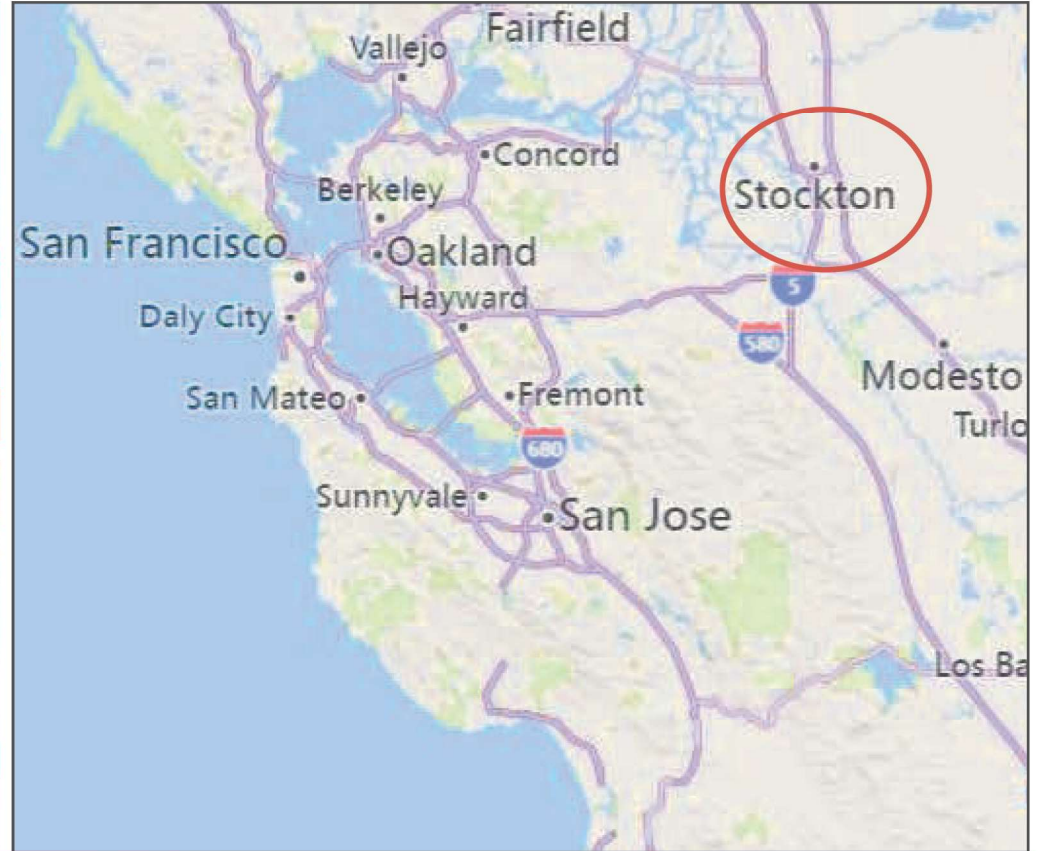 Fairfield
Vallejo
Concord
Berkeley
Stockton
San Francisco
Oakland
5
Hayward
Daly City
580
Modesto
San Mateo
Fremont
Turlo
680
Sunnyvale
San Jose
Los Ba